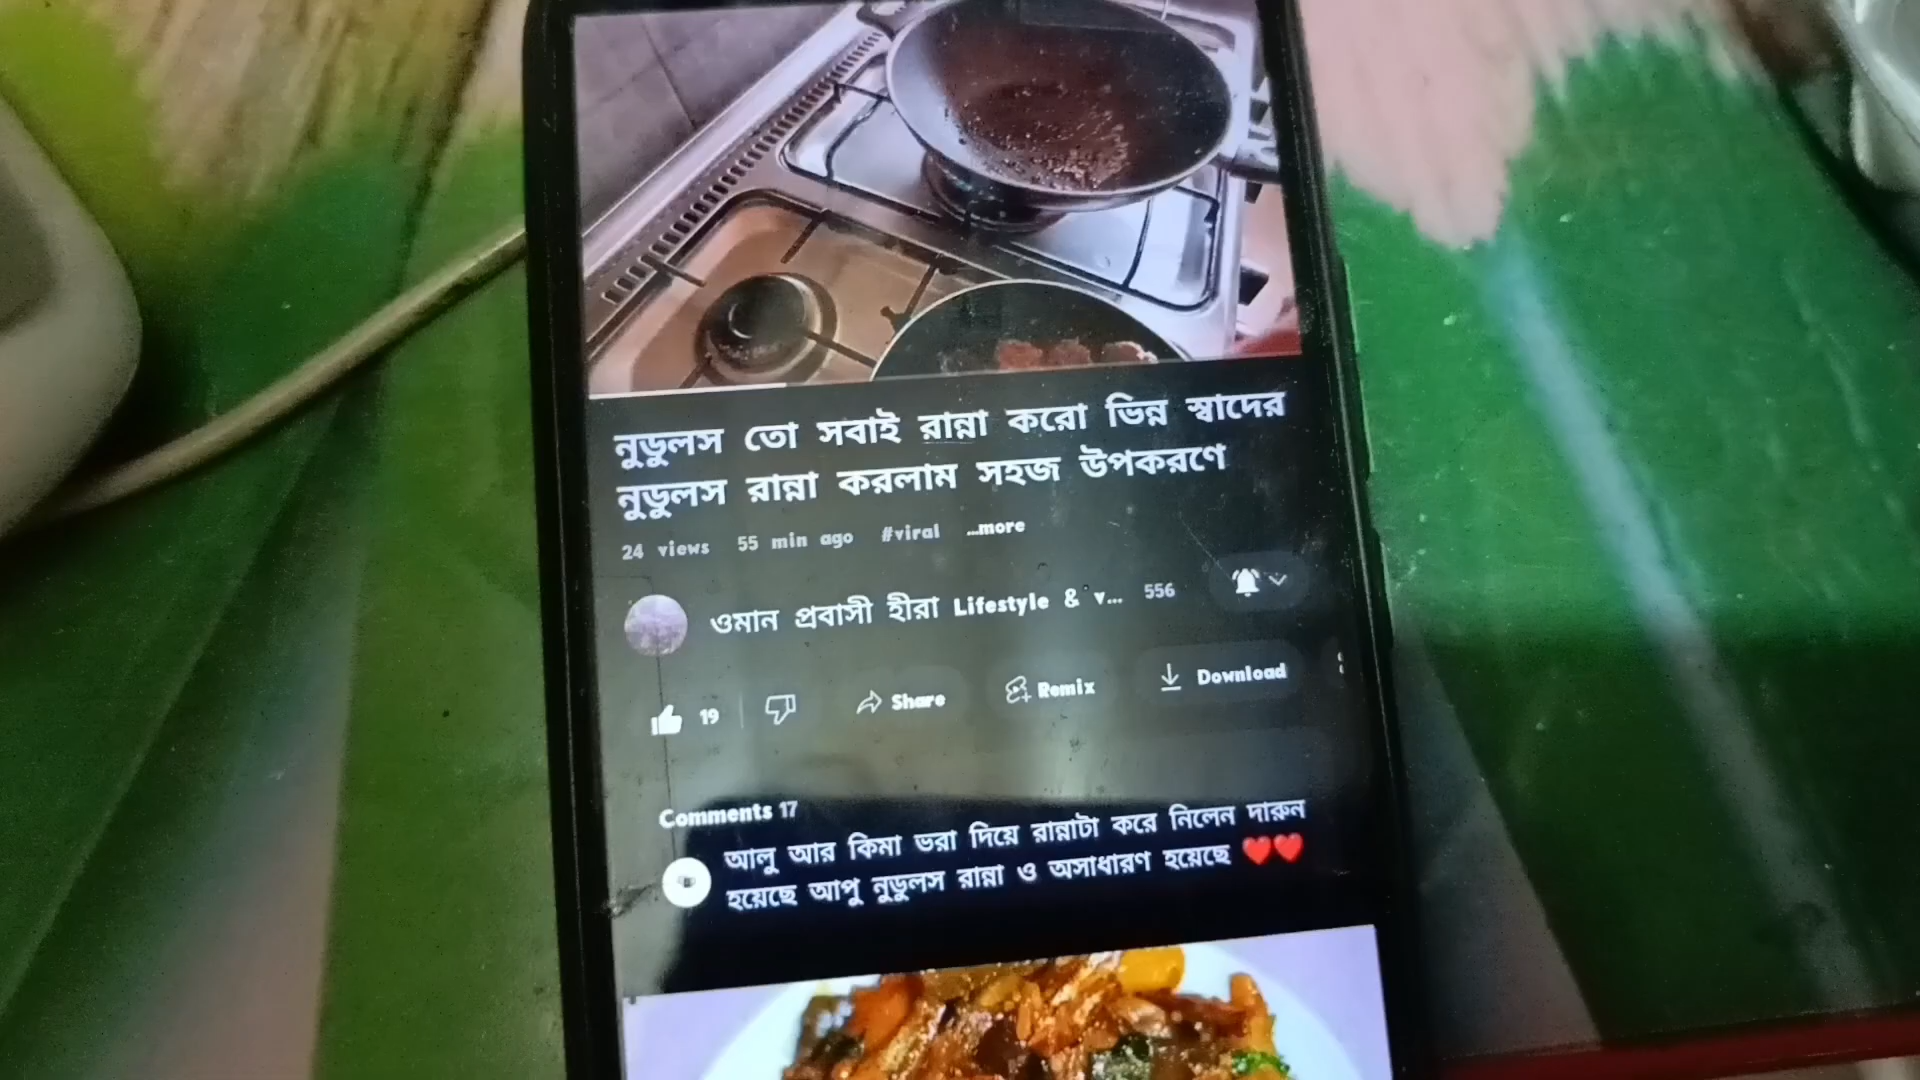 নুডুলস তো সবাই রান্না করো ভিন্ন স্বাদের
নুডুলস রান্না করলাম সহজ উপকরণে
24 views 55 min ago #viral ...more
ওমান প্রবাসী হীরা Lifestyle & v... 556
19 Share Remix Download
Comments 17
আলু আর কিমা ভরা দিয়ে রান্নাটা করে নিলেন দারুন
হয়েছে আপু নুডুলস রান্না ও অসাধারণ হয়েছে ❤️❤️